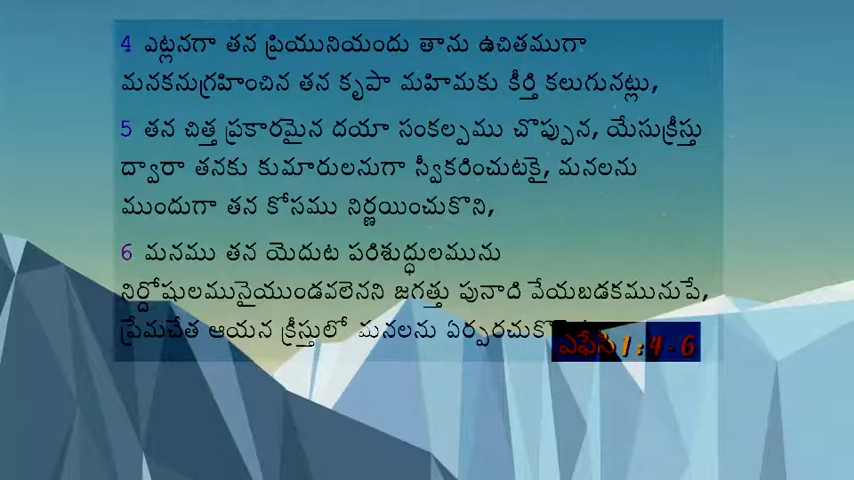 4 ఎట్లనగా తన ప్రియునియందు తాను ఉచితముగా
మనకనుగ్రహించిన తన కృపా మహిమకు కీర్తి కలుగునట్లు,
5 తన చిత్త ప్రకారమైన దయా సంకల్పము చొప్పున, యేసుక్రీస్తు
ద్వారా తనకు కుమారులనుగా స్వీకరించుటకై, మనలను
ముందుగా తన కోసము నిర్ణయించుకొని,
6 మనము తన యెదుట పరిశుద్ధులమును
నిర్దోషులమునైయుండవలెనని జగత్తు పునాది వేయబడకమునుపే,
ప్రేమచేత ఆయన క్రీస్తులో మనలను
ఎఫేసీ 1:4-6